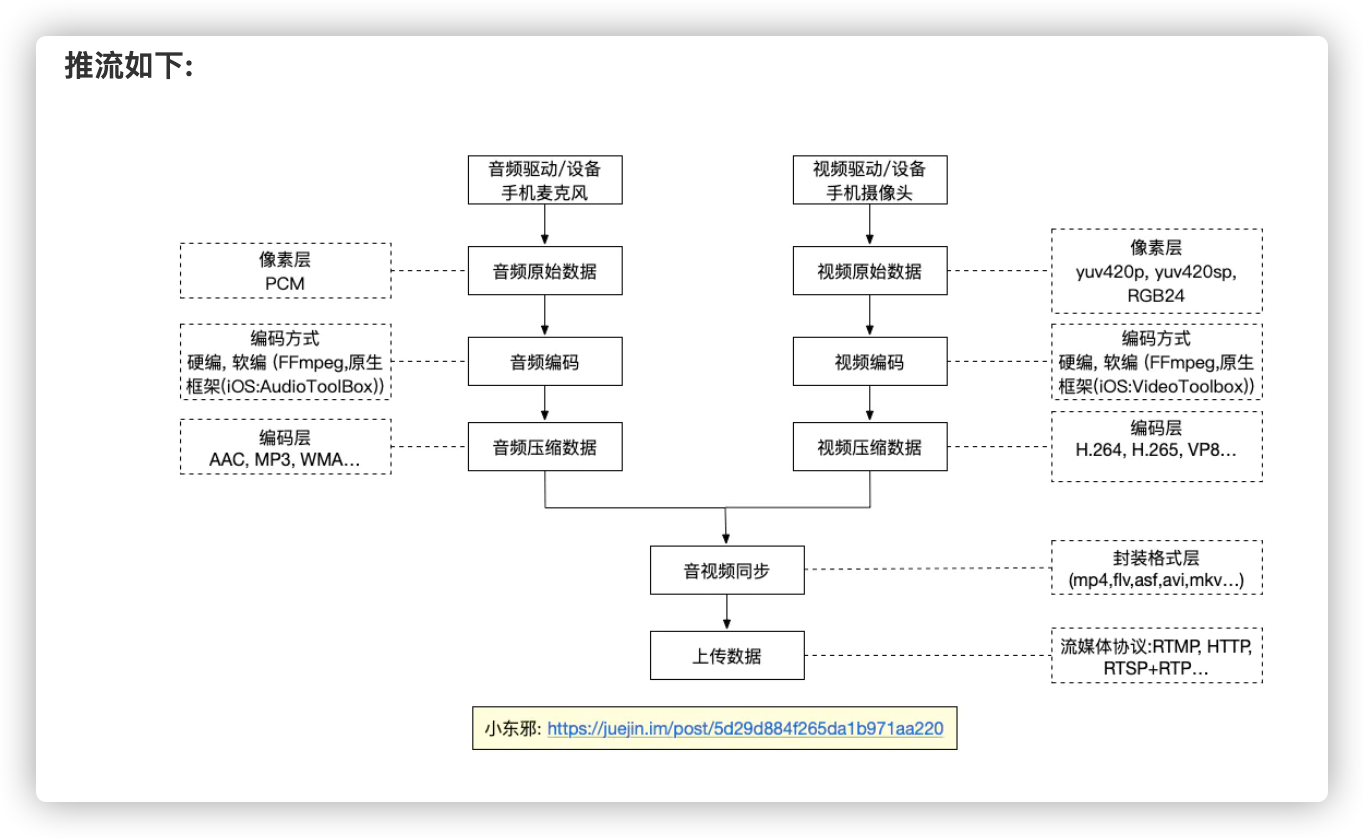 推流如下:
音频驱动/设备
手机麦克风
视频驱动/设备
手机摄像头
像素层
PCM
音频原始数据
视频原始数据
像素层
yuv420p, yuv420sp,
RGB24
编码方式
硬编, 软编 (FFmpeg,原生
框架(iOS:AudioToolBox))
音频编码
视频编码
编码方式
硬编, 软编 (FFmpeg,原生
框架(iOS:VideoToolbox))
编码层
AAC, MP3, WMA...
音频压缩数据
视频压缩数据
编码层
H.264, H.265, VP8...
音视频同步
封装格式层
(mp4,flv,asf,avi,mkv...)
上传数据
流媒体协议:RTMP, HTTP,
RTSP+RTP...
小东邪: https://juejin.im/post/5d29d884f265da1b971aa220